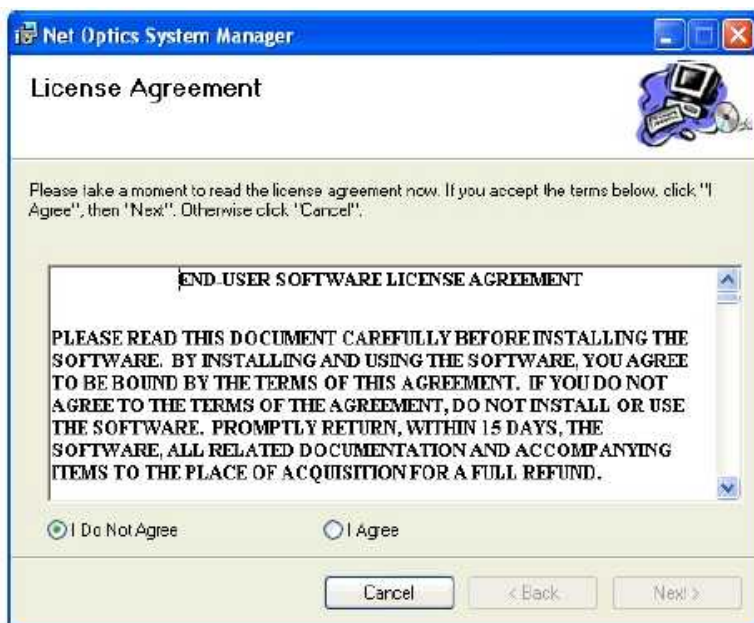 Net Optics System Manager
License Agreement
Please take a moment to read the license agreement now. If you accept the terms below, click "I
Agree", then "Next". Otherwise click "Cancel".
END-USER SOFTWARE LICENSE AGREEMENT
PLEASE READ THIS DOCUMENT CAREFULLY BEFORE INSTALLING THE
SOFTWARE. BY INSTALLING AND USING THE SOFTWARE, YOU AGREE
TO BE BOUND BY THE TERMS OF THIS AGREEMENT. IF YOU DO NOT
AGREE TO THE TERMS OF THE AGREEMENT, DO NOT INSTALL OR USE
THE SOFTWARE. PROMPTLY RETURN, WITHIN 15 DAYS, THE
SOFTWARE, ALL RELATED DOCUMENTATION AND ACCOMPANYING
ITEMS TO THE PLACE OF ACQUISITION FOR A FULL REFUND.
I Do Not Agree
I Agree
Cancel
< Back
Next >